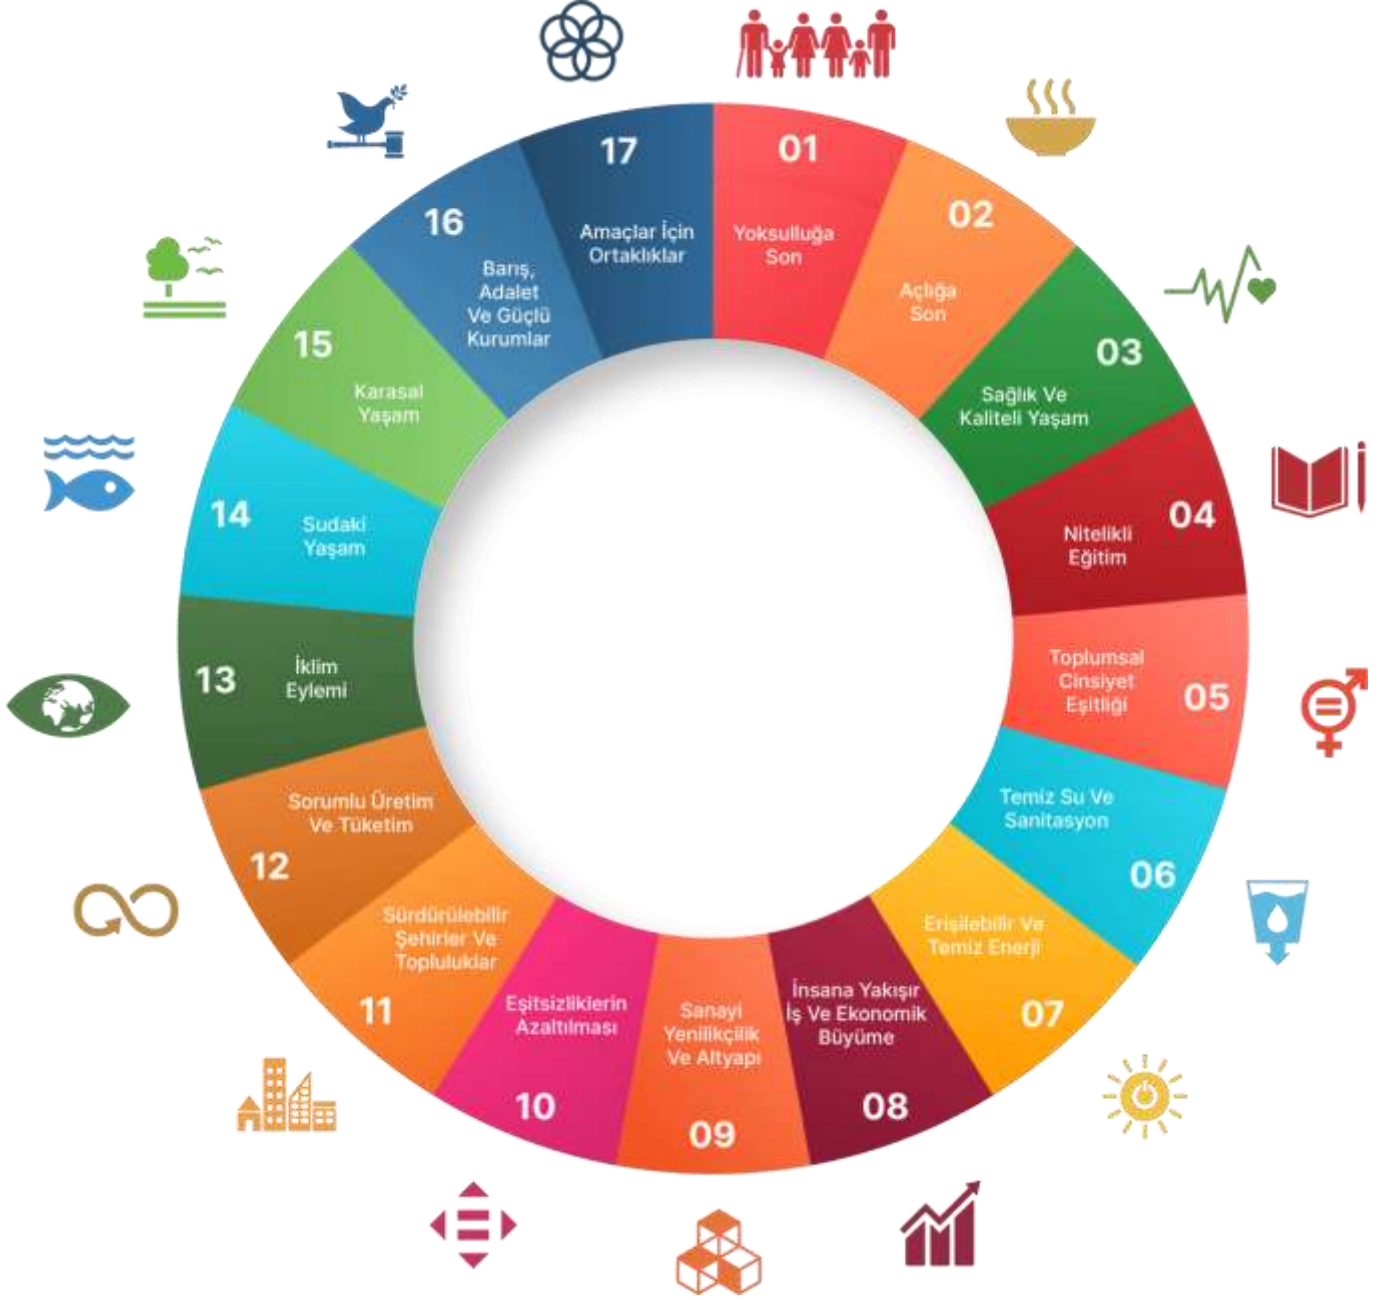 01
Yoksulluğa
Son
02
Açlığa
Son
03
Sağlık Ve
Kaliteli Yaşam
04
Nitelikli
Eğitim
05
Toplumsal
Cinsiyet
Eşitliği
06
Temiz Su Ve
Sanitasyon
07
Erişilebilir Ve
Temiz Enerji
08
İnsana Yakışır
İş Ve Ekonomik
Büyüme
09
Sanayi
Yenilikçilik
Ve Altyapı
10
Eşitsizliklerin
Azaltılması
11
Sürdürülebilir
Şehirler Ve
Topluluklar
12
Sorumlu Üretim
Ve Tüketim
13
İklim
Eylemi
14
Sudaki
Yaşam
15
Karasal
Yaşam
16
Barış,
Adalet
Ve Güçlü
Kurumlar
17
Amaçlar İçin
Ortaklıklar